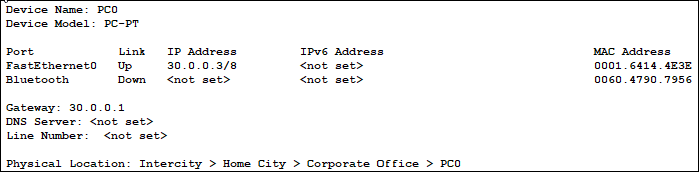 Device Name: PC0
Device Model: PC-PT
Port Link IP Address IPv6 Address MAC Address
FastEthernet0 Up 30.0.0.3/8 <not set> 0001.6414.4E3E
Bluetooth Down <not set> <not set> 0060.4790.7956
Gateway: 30.0.0.1
DNS Server: <not set>
Line Number: <not set>
Physical Location: Intercity > Home City > Corporate Office > PC0